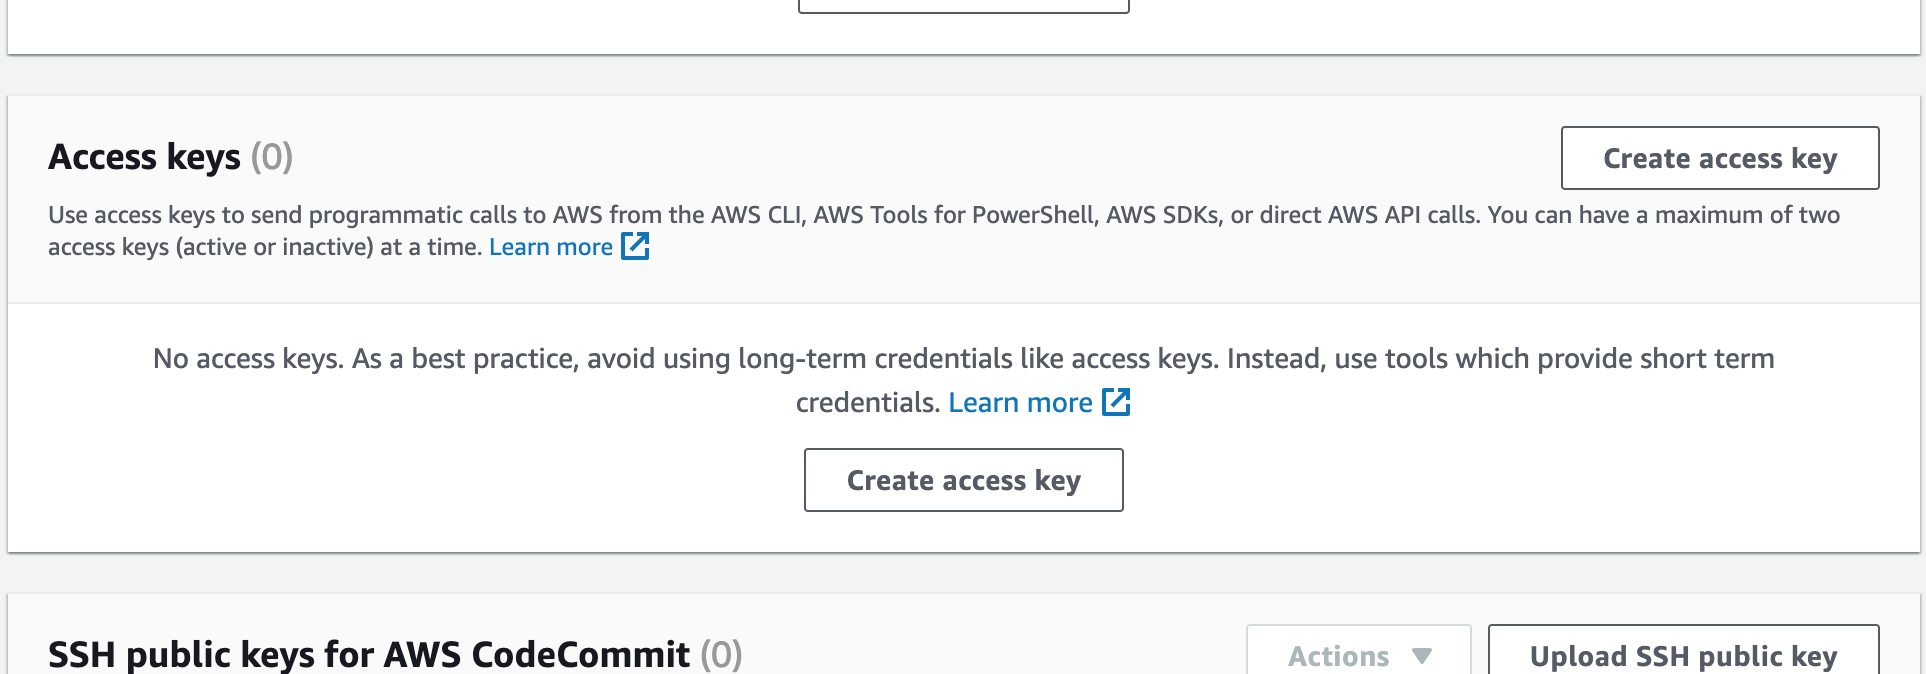 Access keys (0)
Create access key
Use access keys to send programmatic calls to AWS from the AWS CLI, AWS Tools for PowerShell, AWS SDKs, or direct AWS API calls. You can have a maximum of two
access keys (active or inactive) at a time. Learn more
No access keys. As a best practice, avoid using long-term credentials like access keys. Instead, use tools which provide short term
credentials. Learn more
Create access key
SSH public keys for AWS CodeCommit (0)
Actions
Upload SSH public key